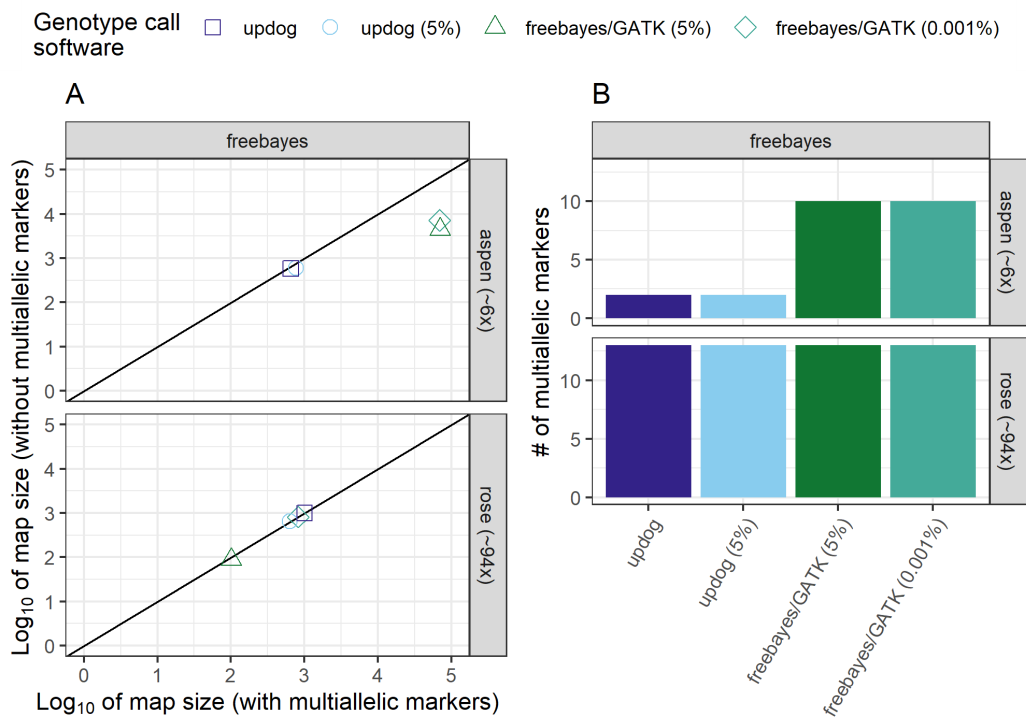 Genotype call
software
updog
updog (5%)
freebayes/GATK (5%)
freebayes/GATK (0.001%)
A
freebayes
Log10 of map size (without multiallelic markers)
5
4
3
2
1
0
aspen (~6x)
5
4
3
2
1
0
rose (~94x)
0
1
2
3
4
5
Log10 of map size (with multiallelic markers)
B
freebayes
# of multiallelic markers
10
5
0
aspen (~6x)
10
5
0
rose (~94x)
updog
updog (5%)
freebayes/GATK (5%)
freebayes/GATK (0.001%)